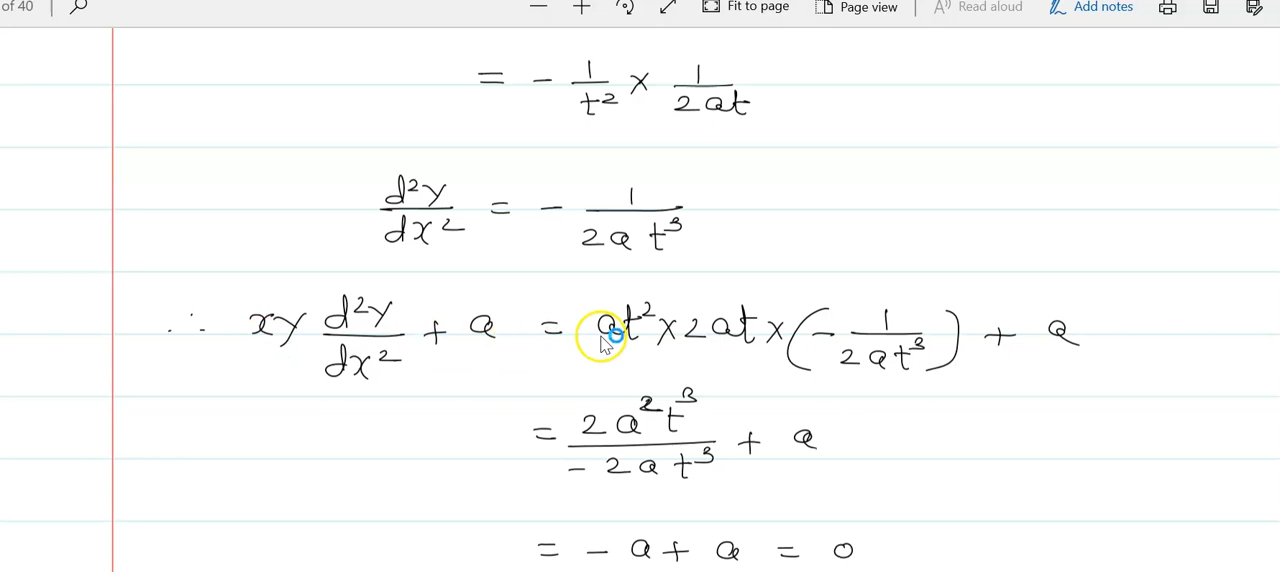 of 40 Fit to page Page view Read aloud Add notes
= - 1/t² × 1/2at
d²y/dx² = - 1/2at³
∴ xy d²y/dx² + a = at² × 2at × (- 1/2at³) + a
= 2a²t³/-2at³ + a
= - a + a = 0